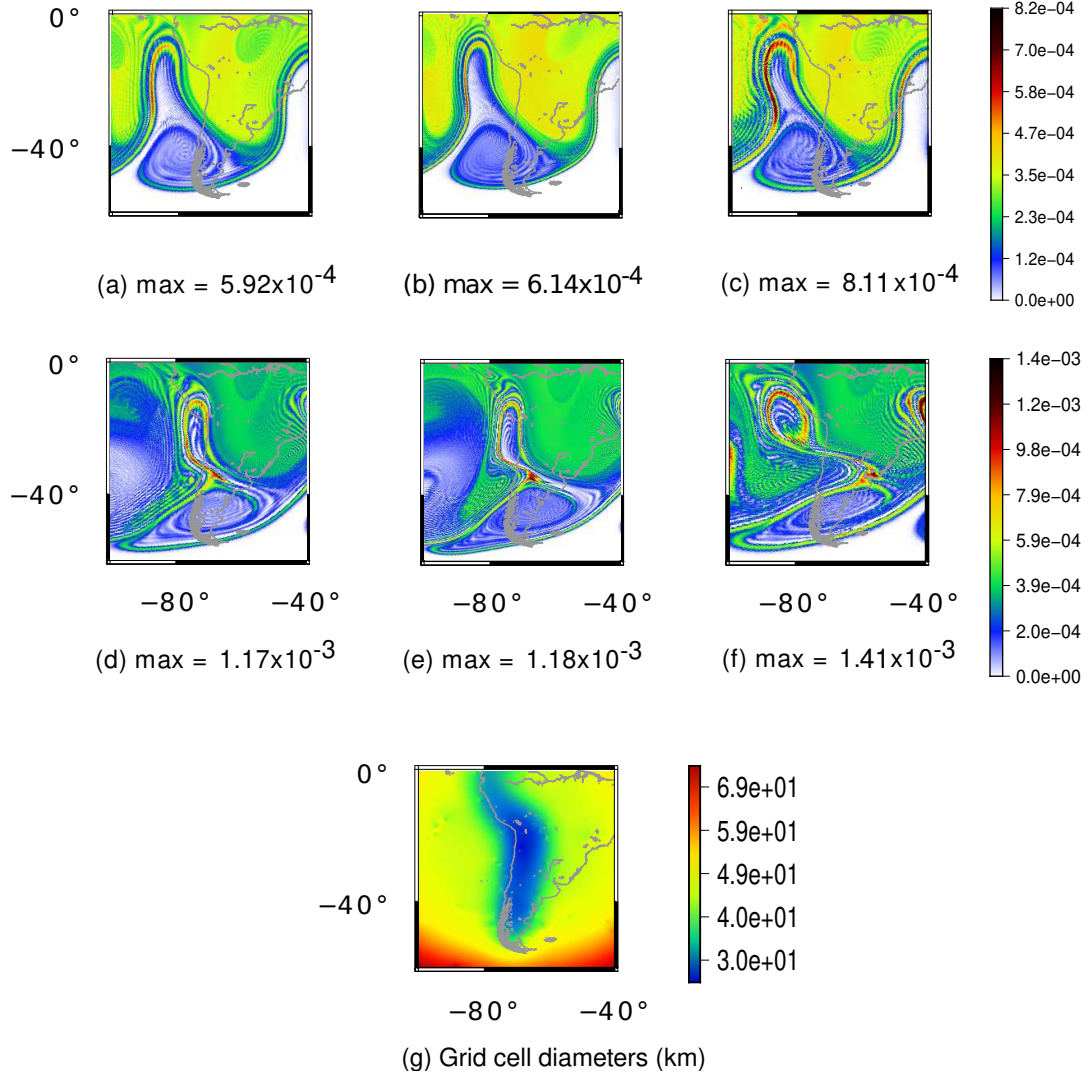 0°
−40°
8.2e−04
7.0e−04
5.8e−04
4.7e−04
3.5e−04
2.3e−04
1.2e−04
0.0e+00
(a) max = 5.92x10-4
(b) max = 6.14x10-4
(c) max = 8.11x10-4
0°
−40°
1.4e−03
1.2e−03
9.8e−04
7.9e−04
5.9e−04
3.9e−04
2.0e−04
0.0e+00
−80° −40°
−80° −40°
−80° −40°
(d) max = 1.17x10-3
(e) max = 1.18x10-3
(f) max = 1.41x10-3
0°
−40°
6.9e+01
5.9e+01
4.9e+01
4.0e+01
3.0e+01
−80° −40°
(g) Grid cell diameters (km)